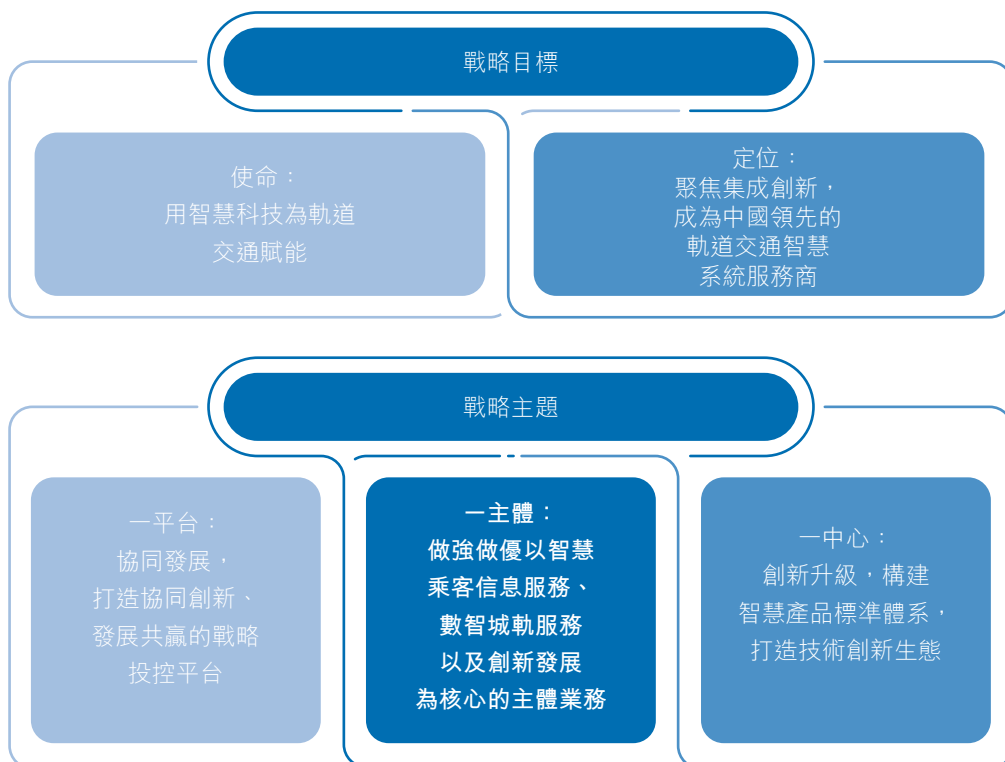 戰略目標
使命：
用智慧科技為軌道
交通賦能
定位：
聚焦集成創新，
成為中國領先的
軌道交通智慧
系統服務商
戰略主題
一平台：
協同發展，
打造協同創新、
發展共贏的戰略
投控平台
一主體：
做強做優以智慧
乘客信息服務、
數智城軌服務
以及創新發展
為核心的主體業務
一中心：
創新升級，構建
智慧產品標準體系，
打造技術創新生態